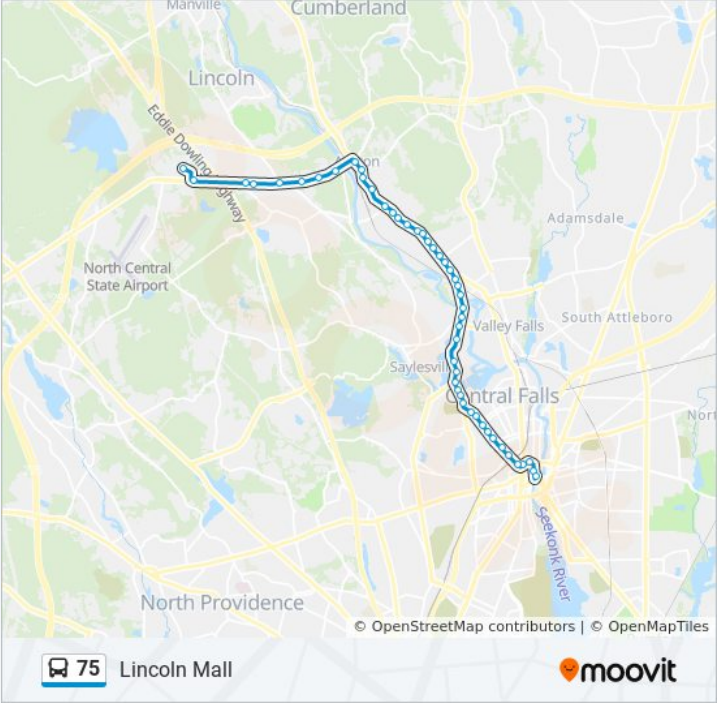 Manville
Cumberland
Lincoln
Eddie Dowling Highway
Adamsdale
North Central
State Airport
Valley Falls
South Attleboro
Central Falls
Seekonk River
North Providence
© OpenStreetMap contributors | © OpenMapTiles
75 Lincoln Mall
moovit